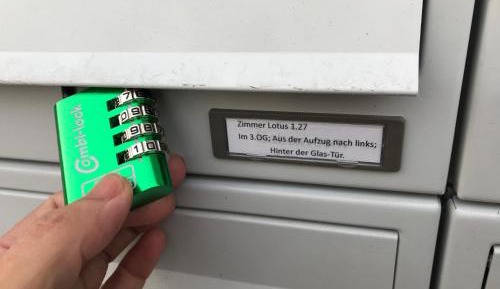 Combi-lock
Zimmer Lotus 1.27
Im 3.OG; Aus der Aufzug nach links;
Hinter der Glas-Tür.